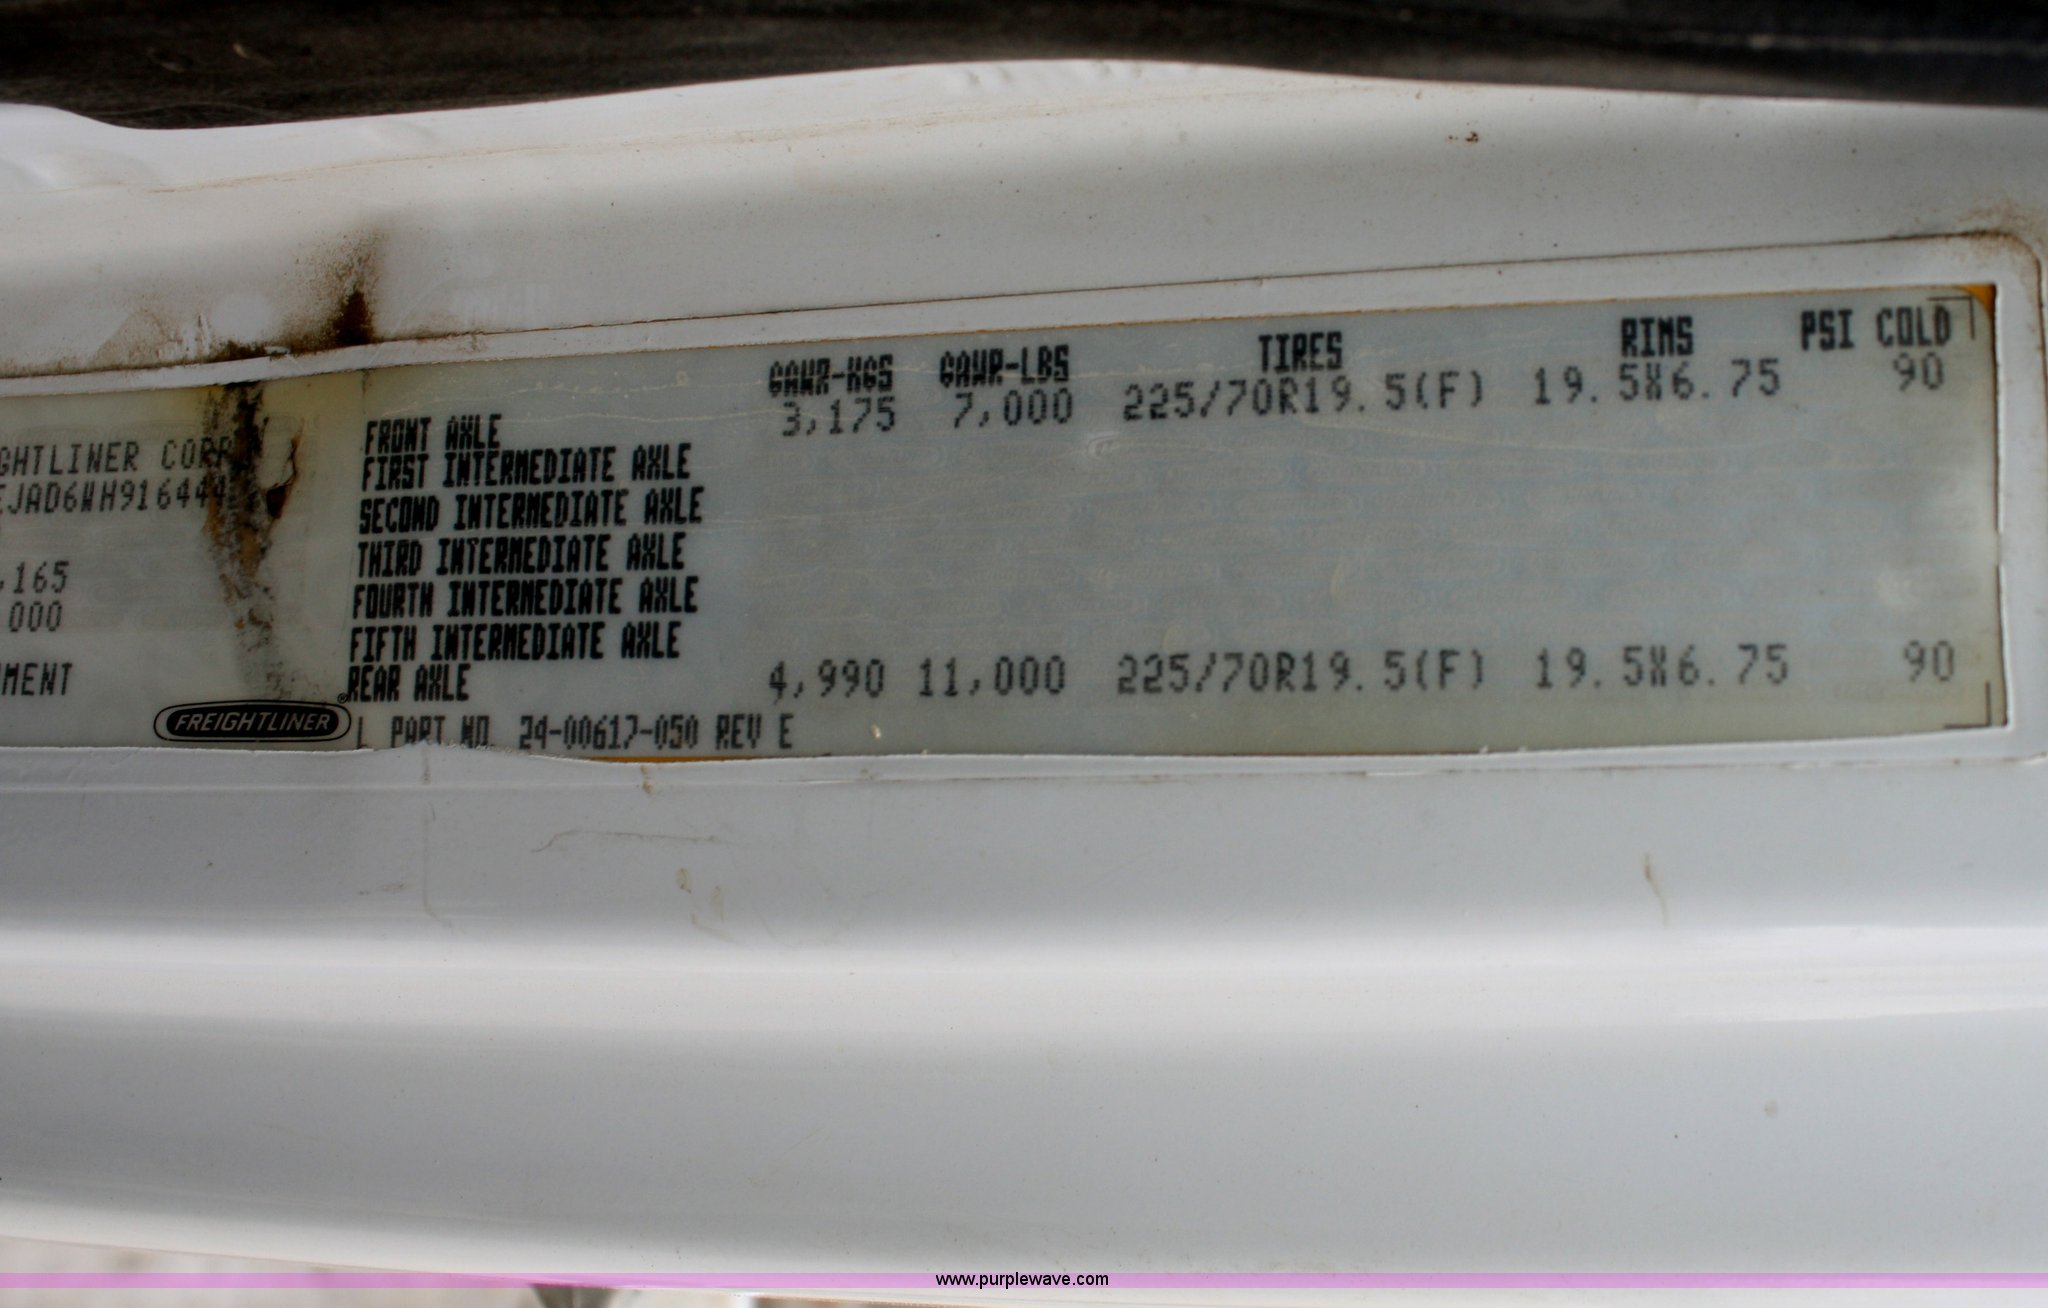 GAWR-KGS GAWR-LBS TIRES RIMS PSI COLD
FRONT AXLE 3,175 7,000 225/70R19.5(F) 19.5X6.75 90
GHTLINER CORP FIRST INTERMEDIATE AXLE
EJAD6WH916444 SECOND INTERMEDIATE AXLE
THIRD INTERMEDIATE AXLE
,165 FOURTH INTERMEDIATE AXLE
000 FIFTH INTERMEDIATE AXLE
MENT REAR AXLE 4,990 11,000 225/70R19.5(F) 19.5X6.75 90
FREIGHTLINER® L PART NO. 24-00617-050 REV E
www.purplewave.com